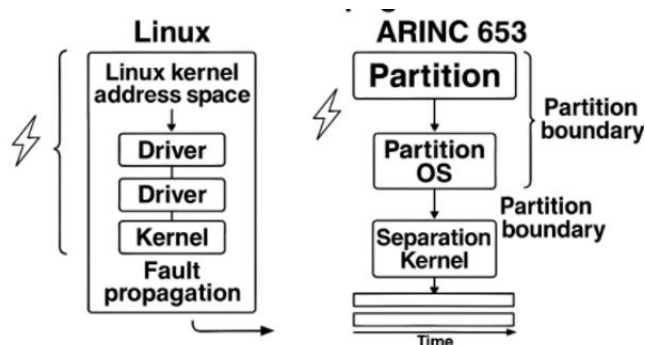 Linux
Linux kernel
address space
Driver
Driver
Kernel
Fault
propagation
ARINC 653
Partition
Partition
boundary
Partition
OS
Partition
boundary
Separation
Kernel
Time